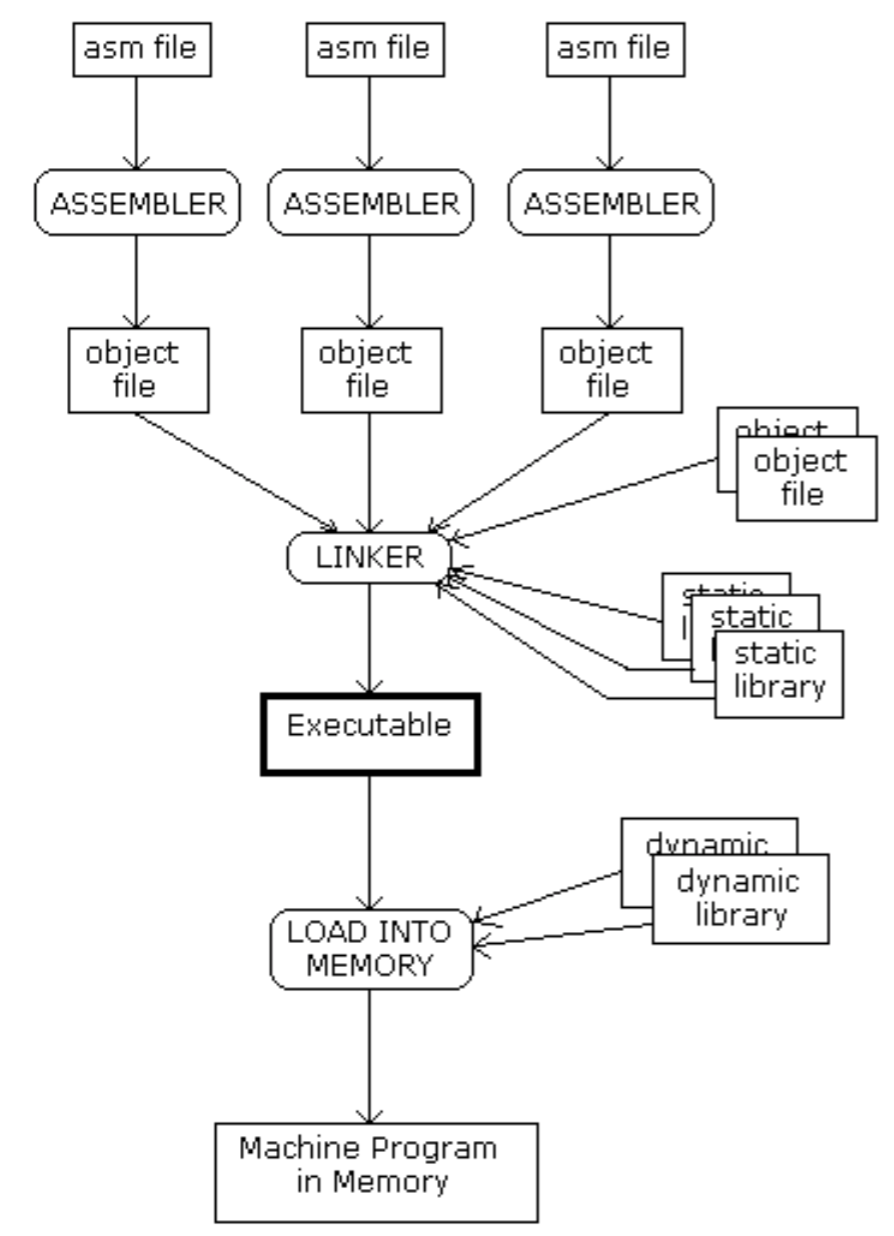 asm file
asm file
asm file
ASSEMBLER
ASSEMBLER
ASSEMBLER
object
file
object
file
object
file
object
object
file
LINKER
static
static
static
library
Executable
dynamic
dynamic
library
LOAD INTO
MEMORY
Machine Program
in Memory